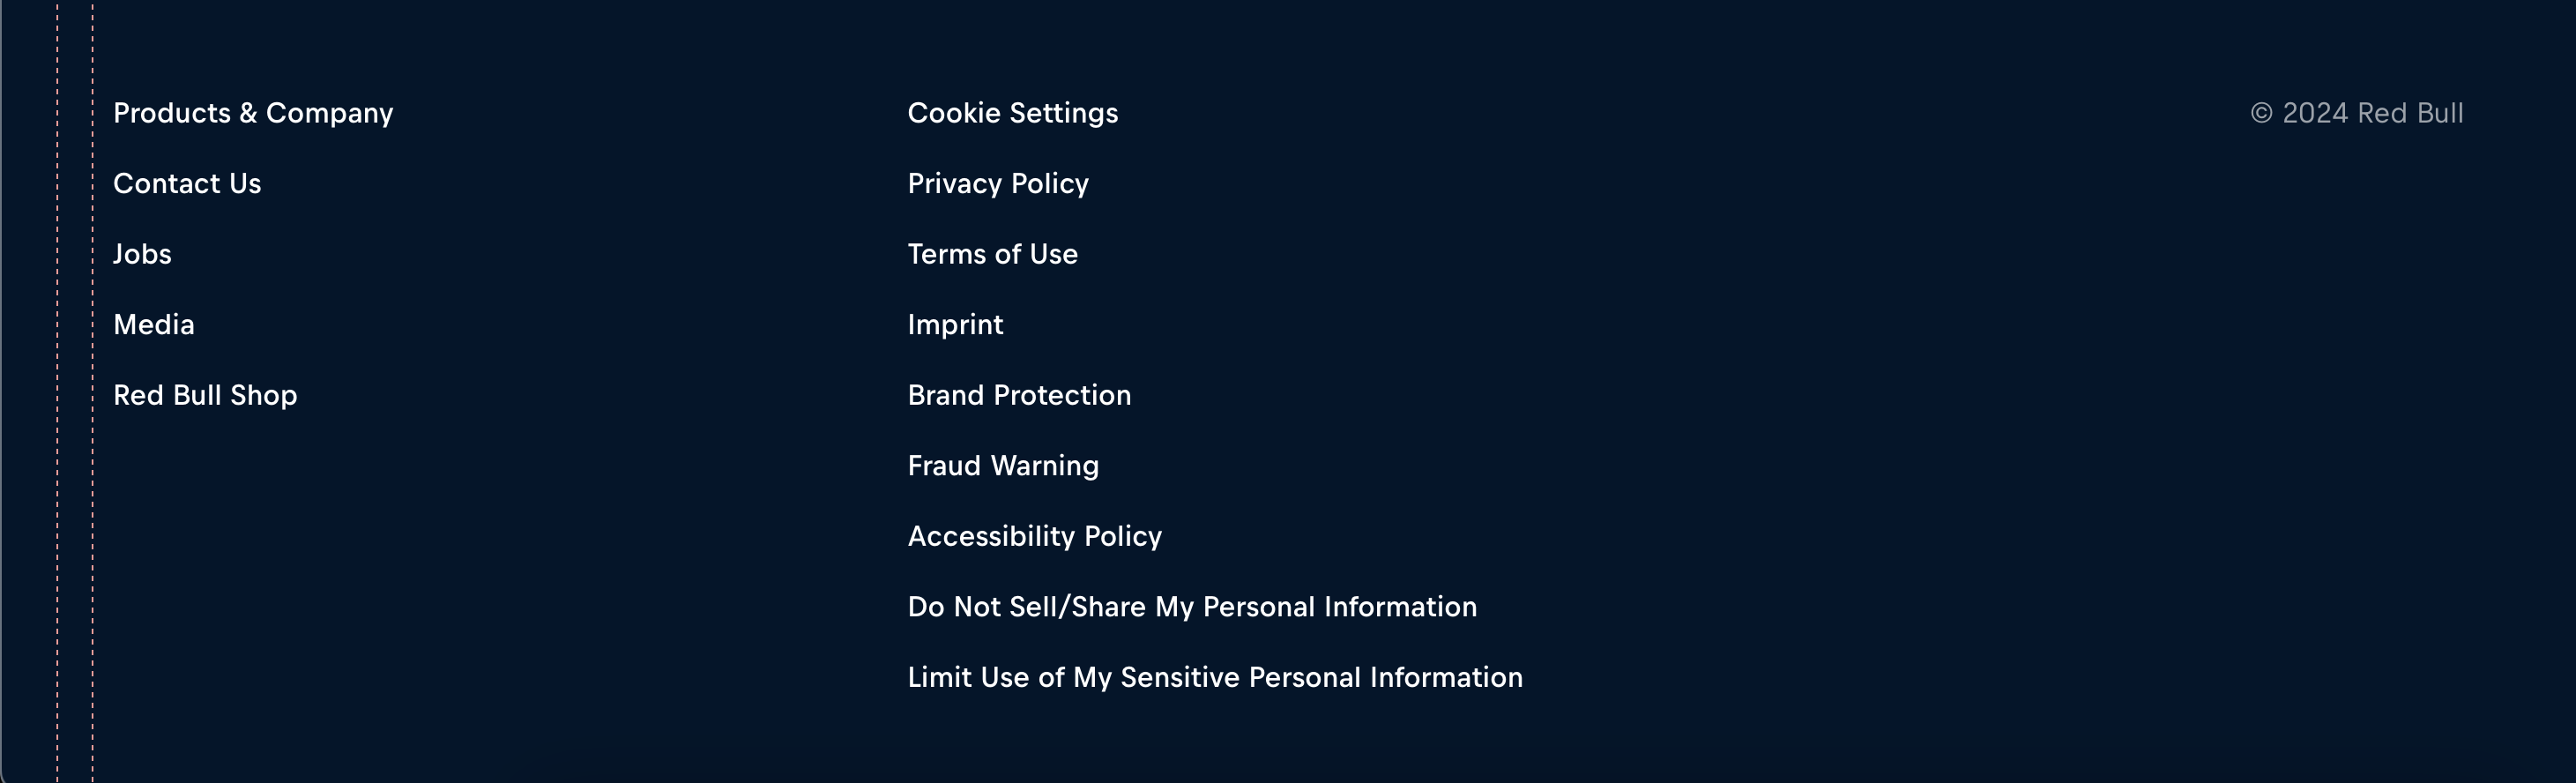 Products & Company
Contact Us
Jobs
Media
Red Bull Shop
Cookie Settings
Privacy Policy
Terms of Use
Imprint
Brand Protection
Fraud Warning
Accessibility Policy
Do Not Sell/Share My Personal Information
Limit Use of My Sensitive Personal Information
© 2024 Red Bull